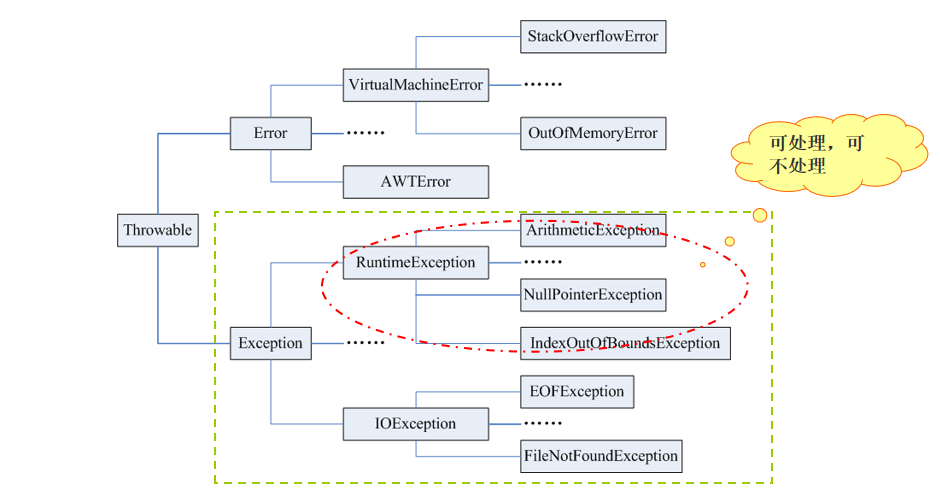 StackOverflowError
VirtualMachineError
……
Error
……
OutOfMemoryError
可处理，可
不处理
AWTError
Throwable
ArithmeticException
RuntimeException
……
NullPointerException
Exception
……
IndexOutOfBoundsException
EOFException
IOException
……
FileNotFoundException